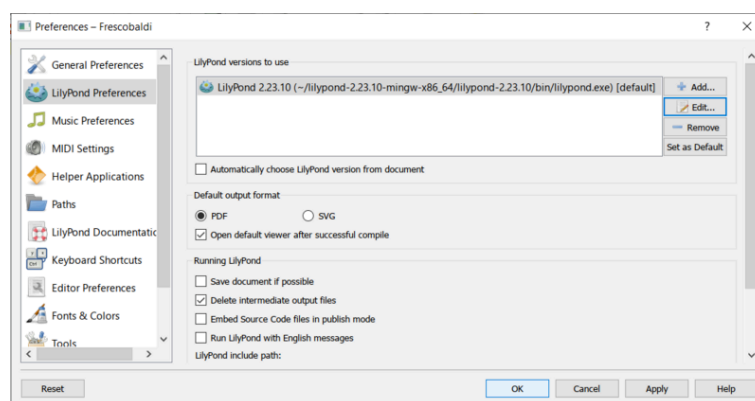 Preferences – Frescobaldi
General Preferences
LilyPond Preferences
Music Preferences
MIDI Settings
Helper Applications
Paths
LilyPond Documentatic
Keyboard Shortcuts
Editor Preferences
Fonts & Colors
Tools
LilyPond versions to use
LilyPond 2.23.10 (~/lilypond-2.23.10-mingw-x86_64/lilypond-2.23.10/bin/lilypond.exe) [default]
Add...
Edit...
Remove
Set as Default
Automatically choose LilyPond version from document
Default output format
PDF SVG
Open default viewer after successful compile
Running LilyPond
Save document if possible
Delete intermediate output files
Embed Source Code files in publish mode
Run LilyPond with English messages
LilyPond include path:
Reset OK Cancel Apply Help